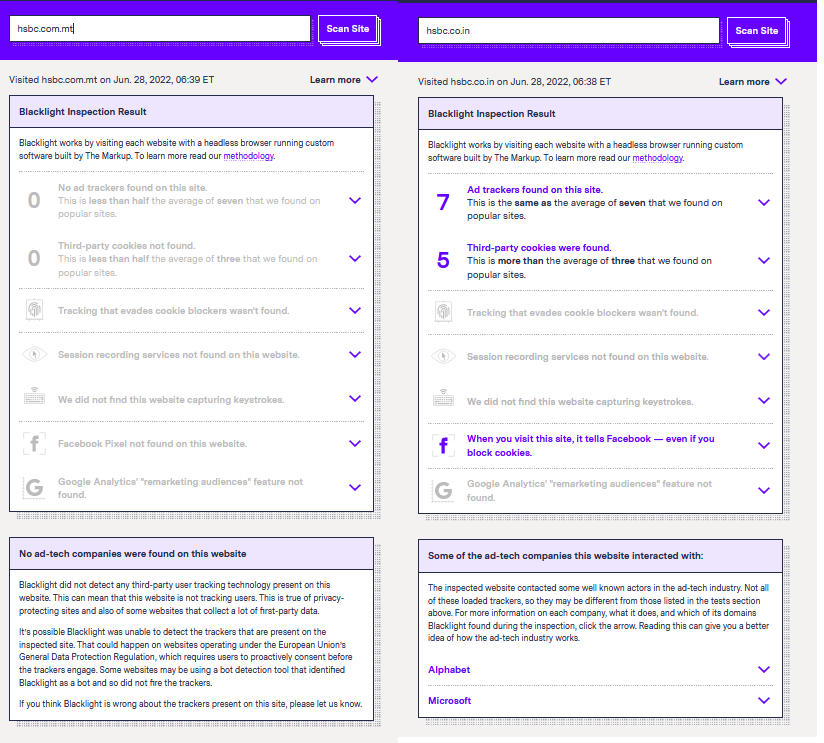 hsbc.com.mt
Scan Site
Visited hsbc.com.mt on Jun. 28, 2022, 06:39 ET
Learn more
Blacklight Inspection Result
Blacklight works by visiting each website with a headless browser running custom
software built by The Markup. To learn more read our methodology.
0
No ad trackers found on this site.
This is less than half the average of seven that we found on
popular sites.
0
Third-party cookies not found.
This is less than half the average of three that we found on
popular sites.
Tracking that evades cookie blockers wasn't found.
Session recording services not found on this website.
We did not find this website capturing keystrokes.
f
Facebook Pixel not found on this website.
G
Google Analytics' "remarketing audiences" feature not
found.
No ad-tech companies were found on this website
Blacklight did not detect any third-party user tracking technology present on this
website. This can mean that this website is not tracking users. This is true of privacy-
protecting sites and also of some websites that collect a lot of first-party data.
It's possible Blacklight was unable to detect the trackers that are present on the
inspected site. That could happen on websites operating under the European Union's
General Data Protection Regulation, which requires users to proactively consent before
the trackers engage. Some websites may be using a bot detection tool that identified
Blacklight as a bot and so did not fire the trackers.
If you think Blacklight is wrong about the trackers present on this site, please let us know.
hsbc.co.in
Scan Site
Visited hsbc.co.in on Jun. 28, 2022, 06:38 ET
Learn more
Blacklight Inspection Result
Blacklight works by visiting each website with a headless browser running custom
software built by The Markup. To learn more read our methodology.
7
Ad trackers found on this site.
This is the same as the average of seven that we found on
popular sites.
5
Third-party cookies were found.
This is more than the average of three that we found on
popular sites.
Tracking that evades cookie blockers wasn't found.
Session recording services not found on this website.
We did not find this website capturing keystrokes.
f
When you visit this site, it tells Facebook — even if you
block cookies.
G
Google Analytics' "remarketing audiences" feature not
found.
Some of the ad-tech companies this website interacted with:
The inspected website contacted some well known actors in the ad-tech industry. Not all
of these loaded trackers, so they may be different from those listed in the tests section
above. For more information on each company, what it does, and which of its domains
Blacklight found during the inspection, click the arrow. Reading this can give you a better
idea of how the ad-tech industry works.
Alphabet
Microsoft